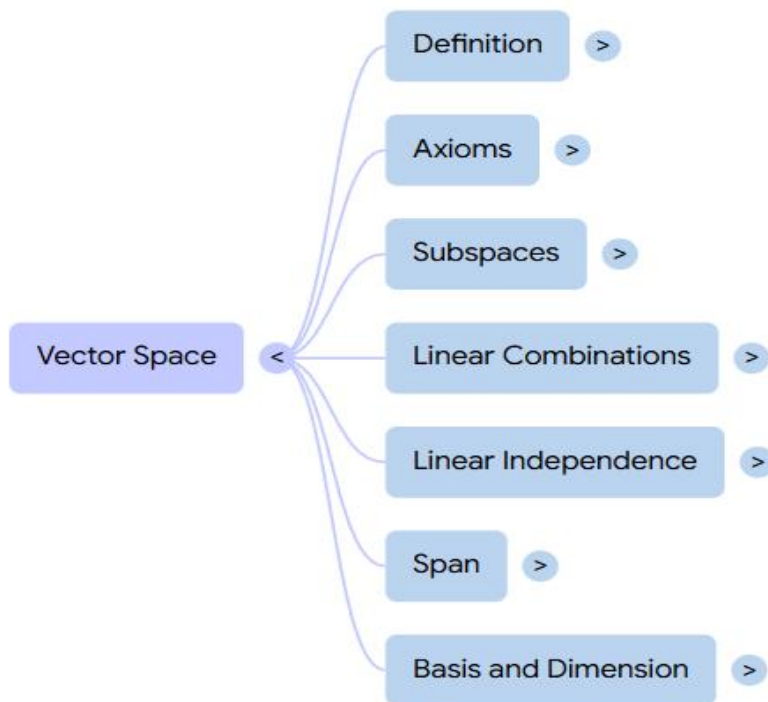 Definition >
Axioms >
Subspaces >
Vector Space < Linear Combinations >
Linear Independence >
Span >
Basis and Dimension >